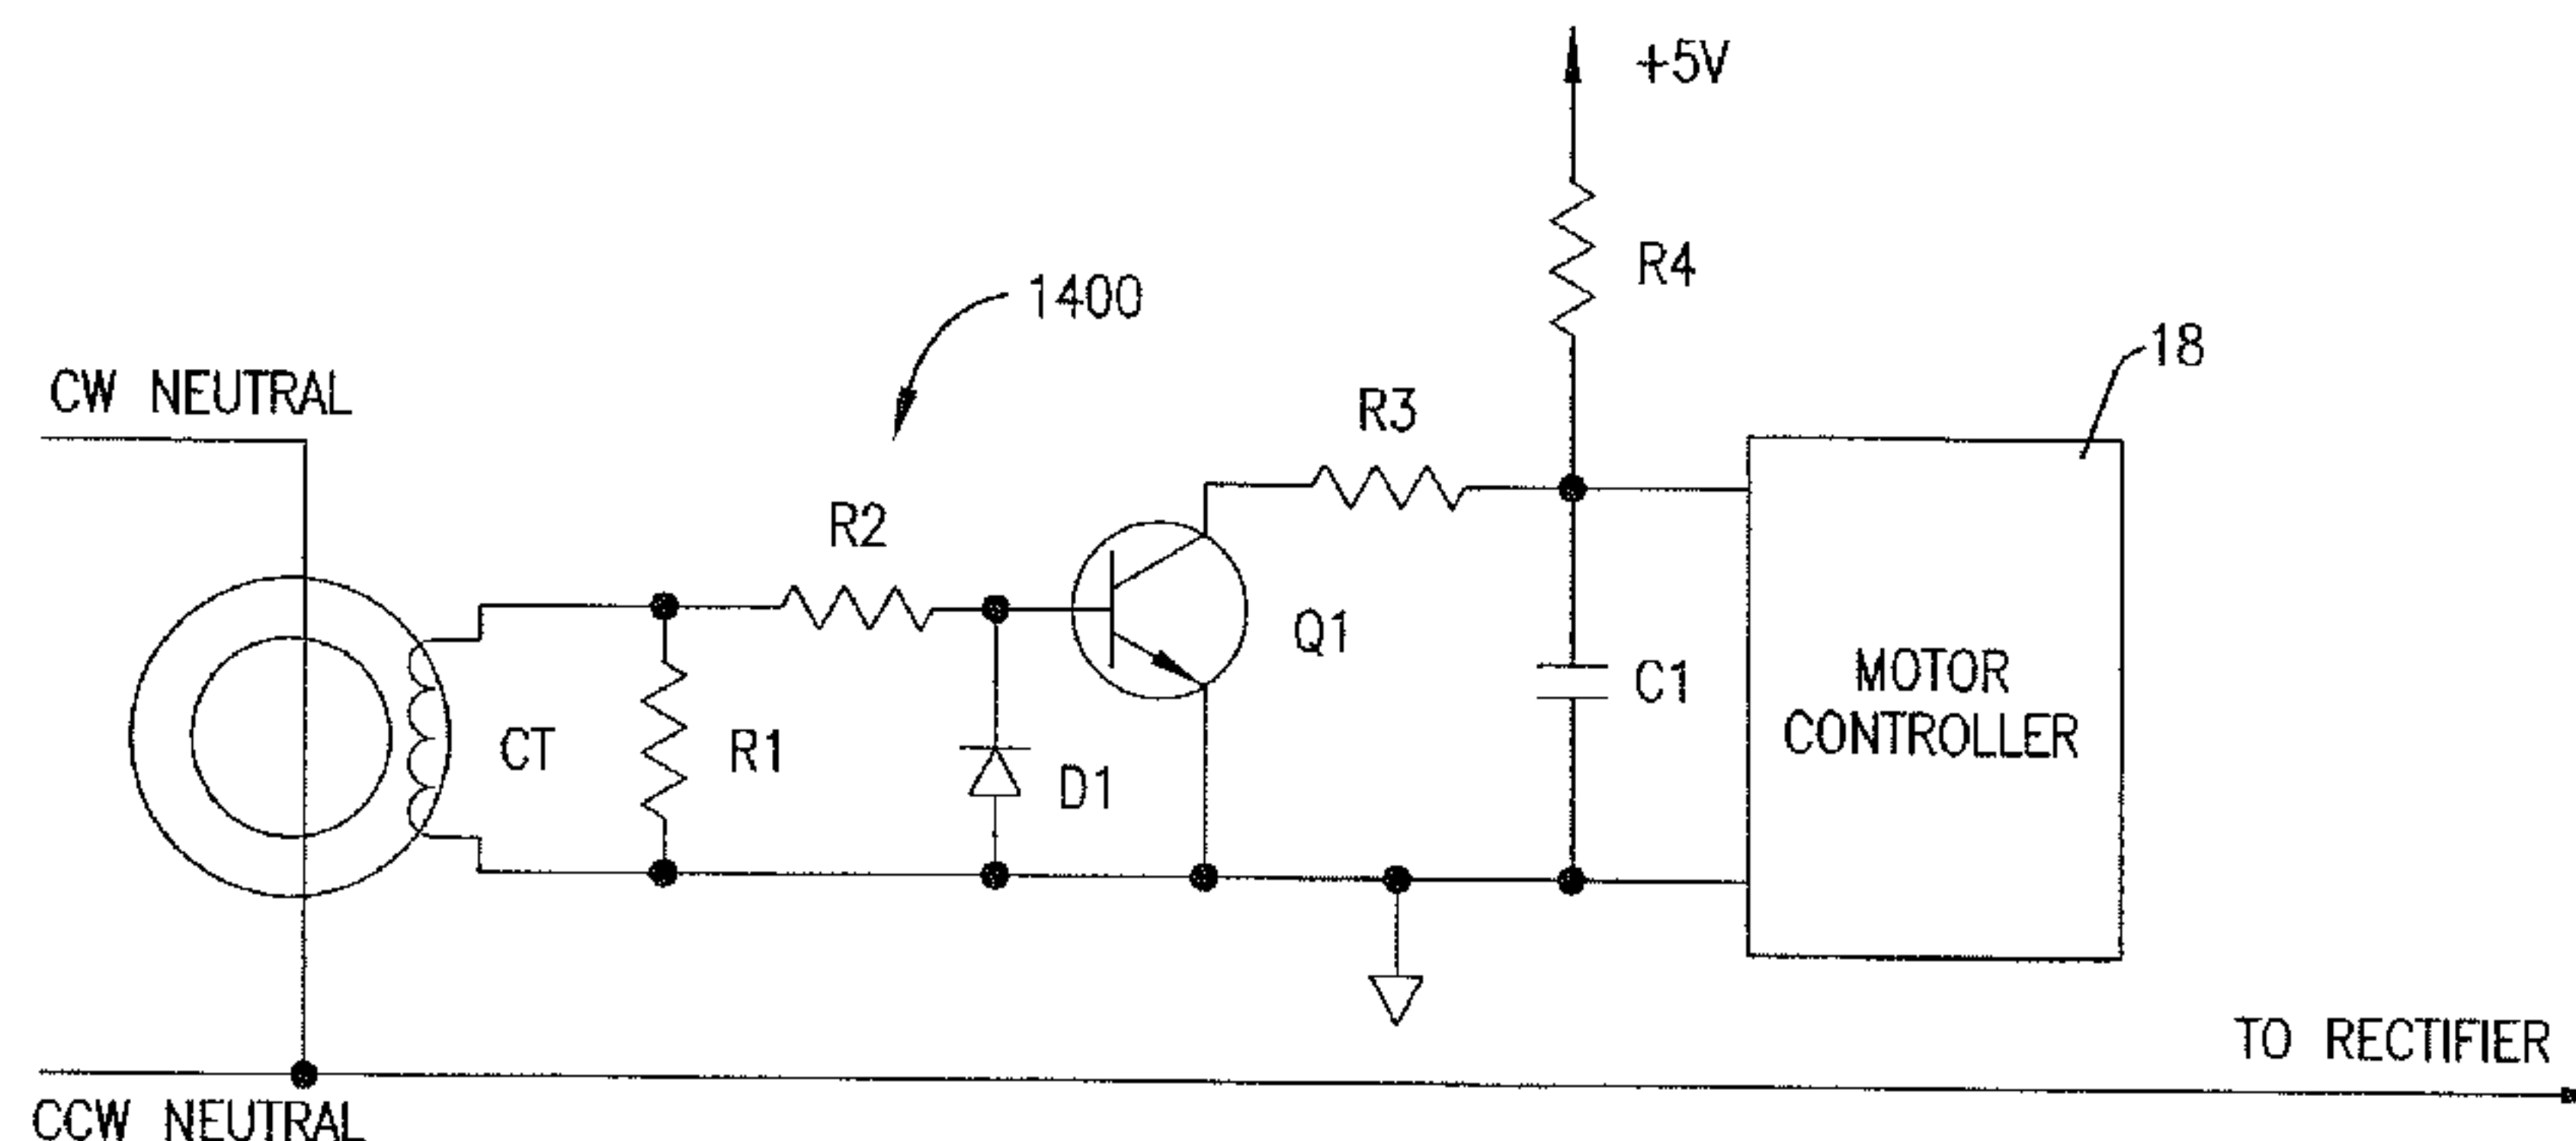 +5V
R4
1400
18
CW NEUTRAL
R3
R2
Q1
CT
R1
D1
C1
MOTOR
CONTROLLER
TO RECTIFIER
CCW NEUTRAL